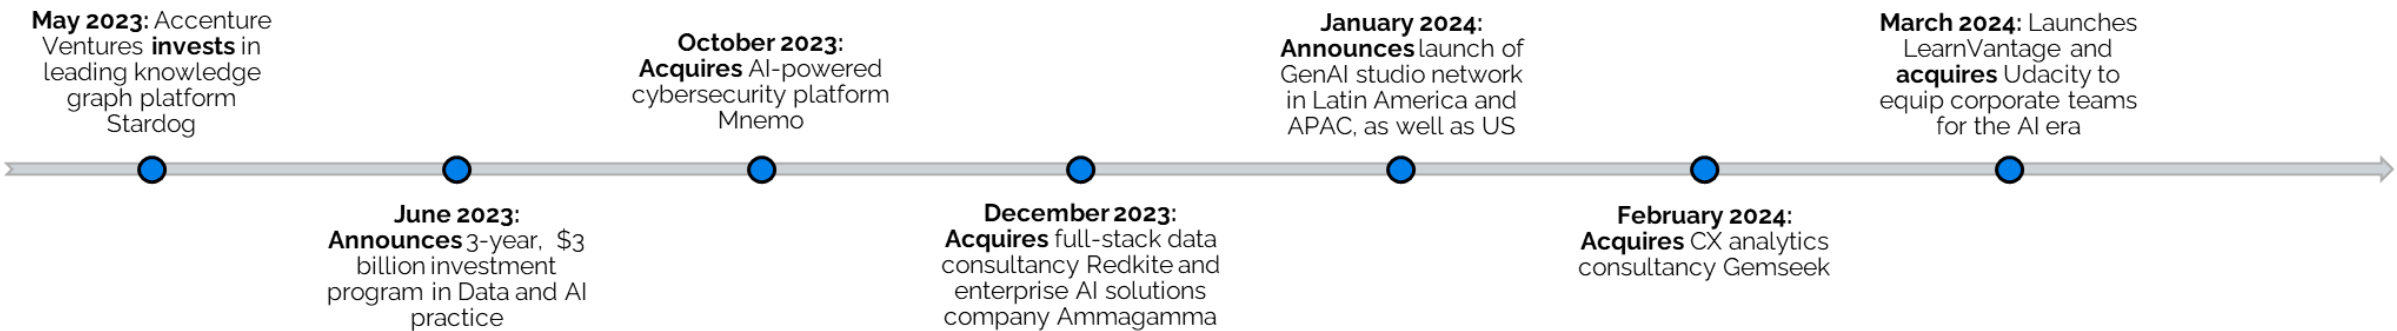 May 2023: Accenture
Ventures invests in
leading knowledge
graph platform
Stardog
June 2023:
Announces 3-year, $3
billion investment
program in Data and AI
practice
October 2023:
Acquires AI-powered
cybersecurity platform
Mnemo
December 2023:
Acquires full-stack data
consultancy Redkite and
enterprise AI solutions
company Ammagamma
January 2024:
Announces launch of
GenAI studio network
in Latin America and
APAC, as well as US
February 2024:
Acquires CX analytics
consultancy Gemseek
March 2024: Launches
LearnVantage and
acquires Udacity to
equip corporate teams
for the AI era